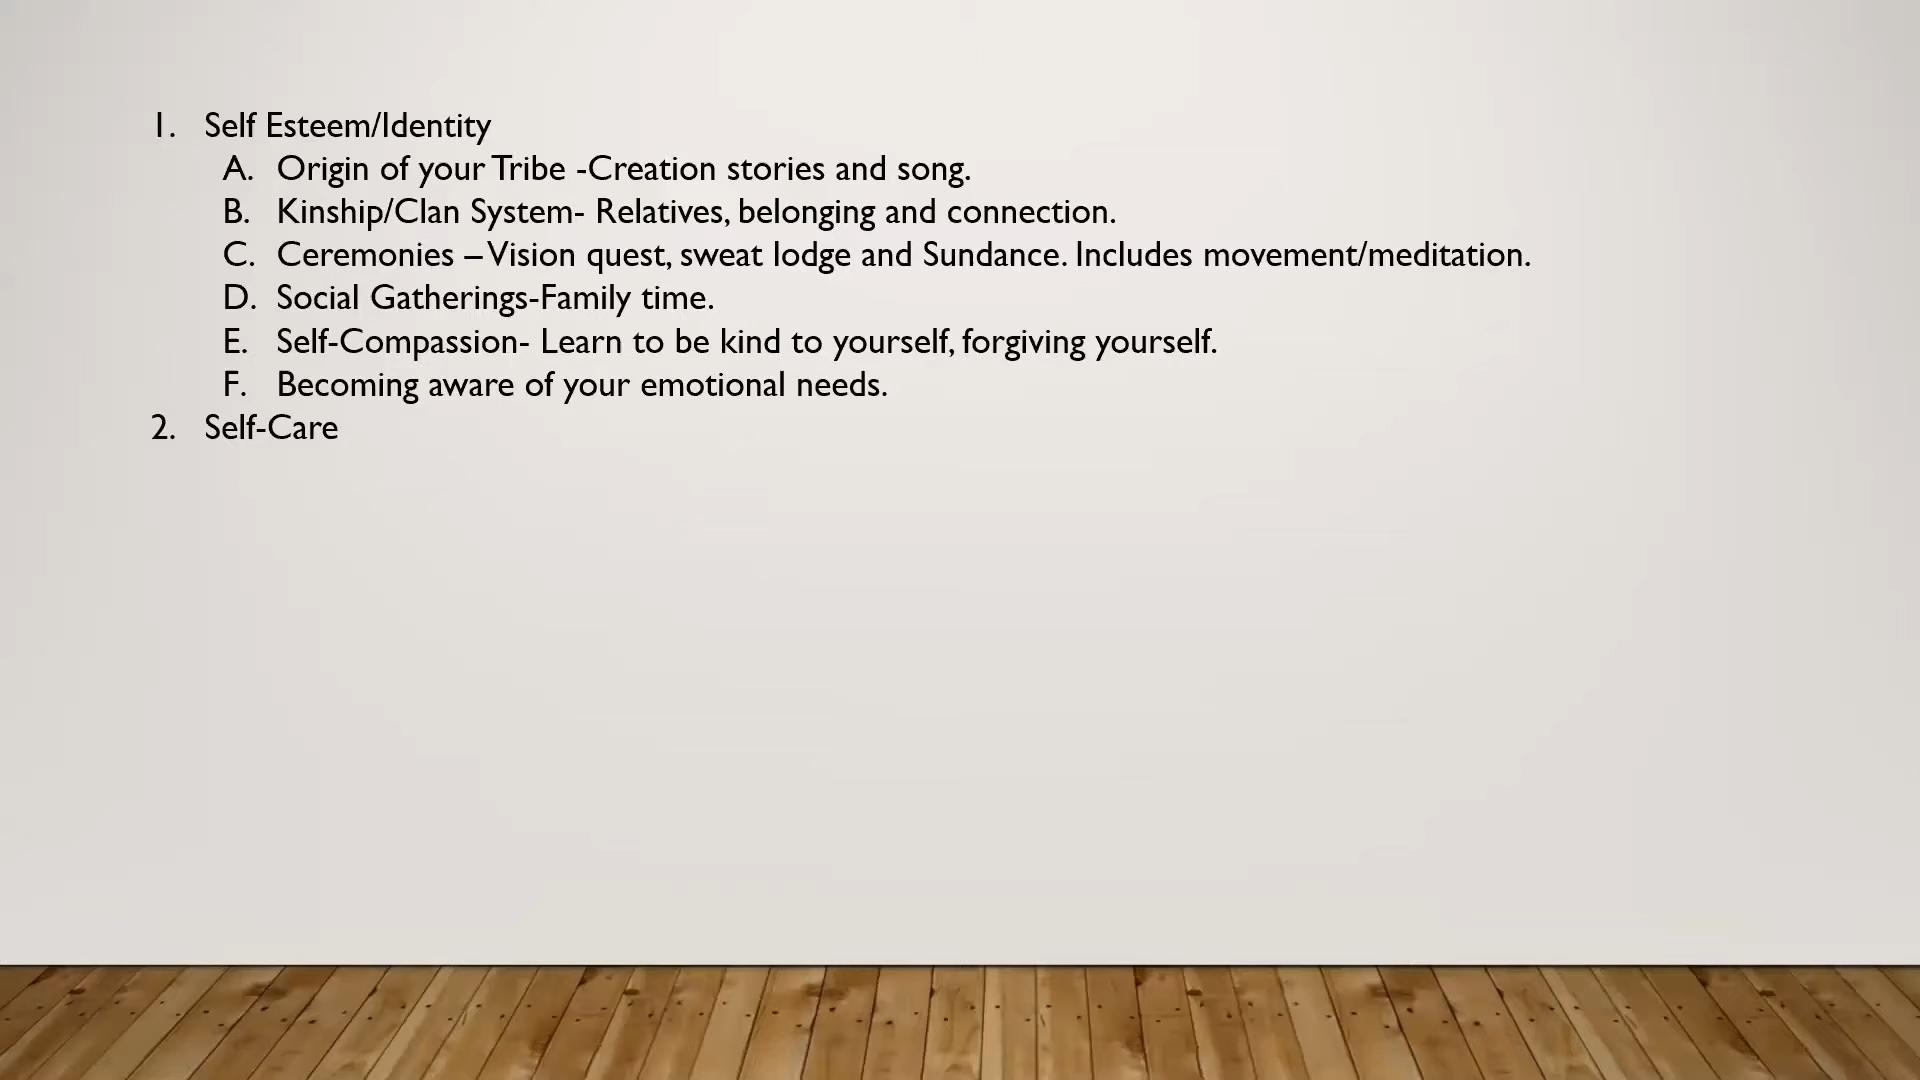 1. Self Esteem/Identity
A. Origin of your Tribe -Creation stories and song.
B. Kinship/Clan System- Relatives, belonging and connection.
C. Ceremonies – Vision quest, sweat lodge and Sundance. Includes movement/meditation.
D. Social Gatherings-Family time.
E. Self-Compassion- Learn to be kind to yourself, forgiving yourself.
F. Becoming aware of your emotional needs.
2. Self-Care